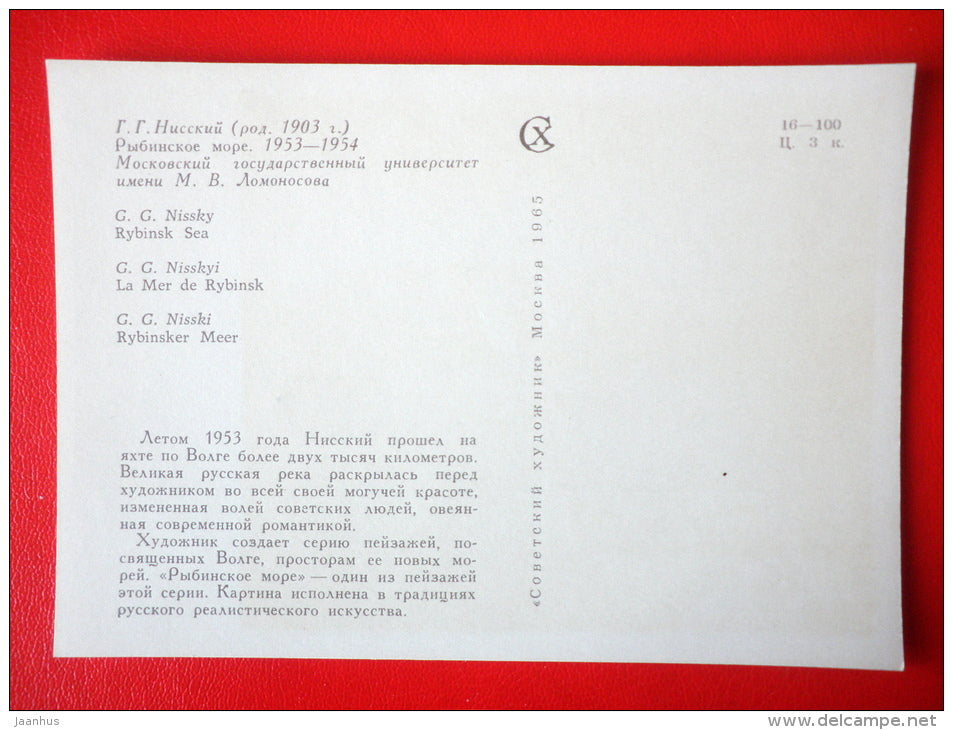 Г. Г. Нисский (род. 1903 г.)
Рыбинское море. 1953—1954
Московский государственный университет
имени М. В. Ломоносова
G. G. Nissky
Rybinsk Sea
G. G. Nisskyi
La Mer de Rybinsk
G. G. Nisski
Rybinsker Meer
Летом 1953 года Нисский прошел на
яхте по Волге более двух тысяч километров.
Великая русская река раскрылась перед
художником во всей своей могучей красоте,
измененная волей советских людей, овеян-
ная современной романтикой.
Художник создает серию пейзажей, по-
священных Волге, просторам ее новых мо-
рей. «Рыбинское море» — один из пейзажей
этой серии. Картина исполнена в традициях
русского реалистического искусства.
«Советский художник» Москва 1965
СХ
16—100
Ц. 3 к.
jaanhus
www.delcampe.net